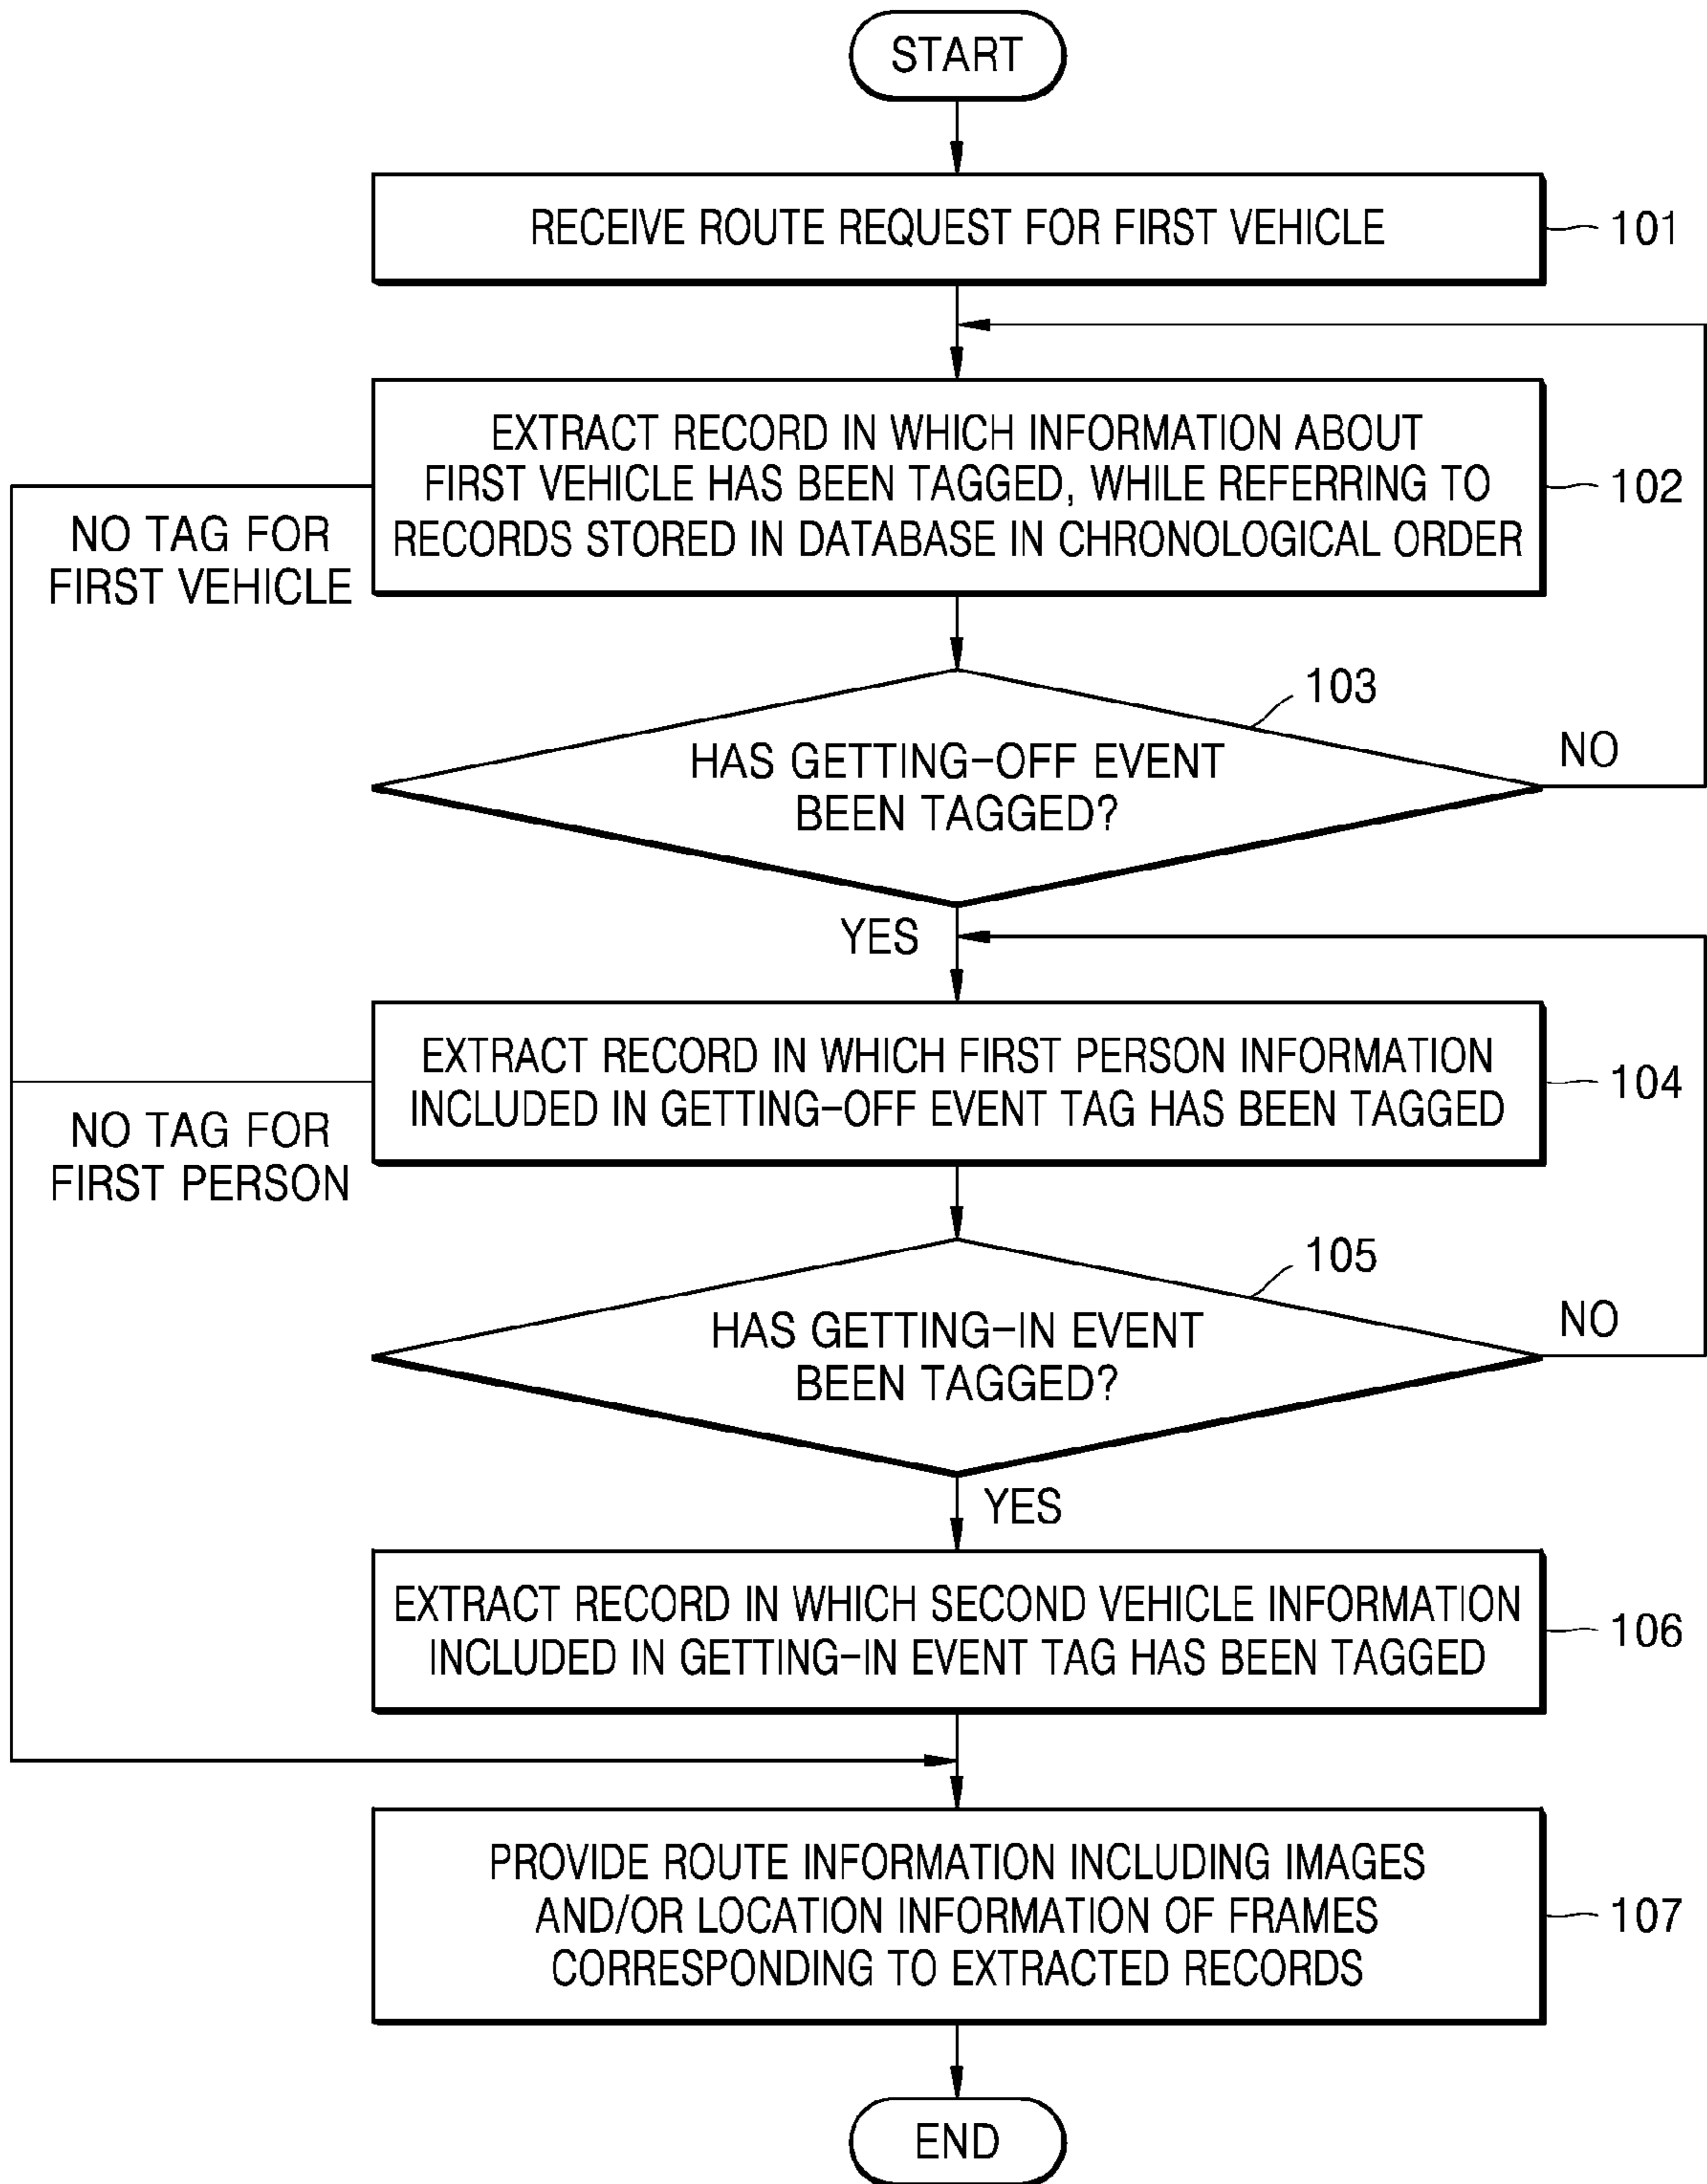 START
RECEIVE ROUTE REQUEST FOR FIRST VEHICLE
101
EXTRACT RECORD IN WHICH INFORMATION ABOUT
FIRST VEHICLE HAS BEEN TAGGED, WHILE REFERRING TO
RECORDS STORED IN DATABASE IN CHRONOLOGICAL ORDER
102
NO TAG FOR
FIRST VEHICLE
103
HAS GETTING-OFF EVENT
BEEN TAGGED?
NO
YES
EXTRACT RECORD IN WHICH FIRST PERSON INFORMATION
INCLUDED IN GETTING-OFF EVENT TAG HAS BEEN TAGGED
104
NO TAG FOR
FIRST PERSON
105
HAS GETTING-IN EVENT
BEEN TAGGED?
NO
YES
EXTRACT RECORD IN WHICH SECOND VEHICLE INFORMATION
INCLUDED IN GETTING-IN EVENT TAG HAS BEEN TAGGED
106
PROVIDE ROUTE INFORMATION INCLUDING IMAGES
AND/OR LOCATION INFORMATION OF FRAMES
CORRESPONDING TO EXTRACTED RECORDS
107
END